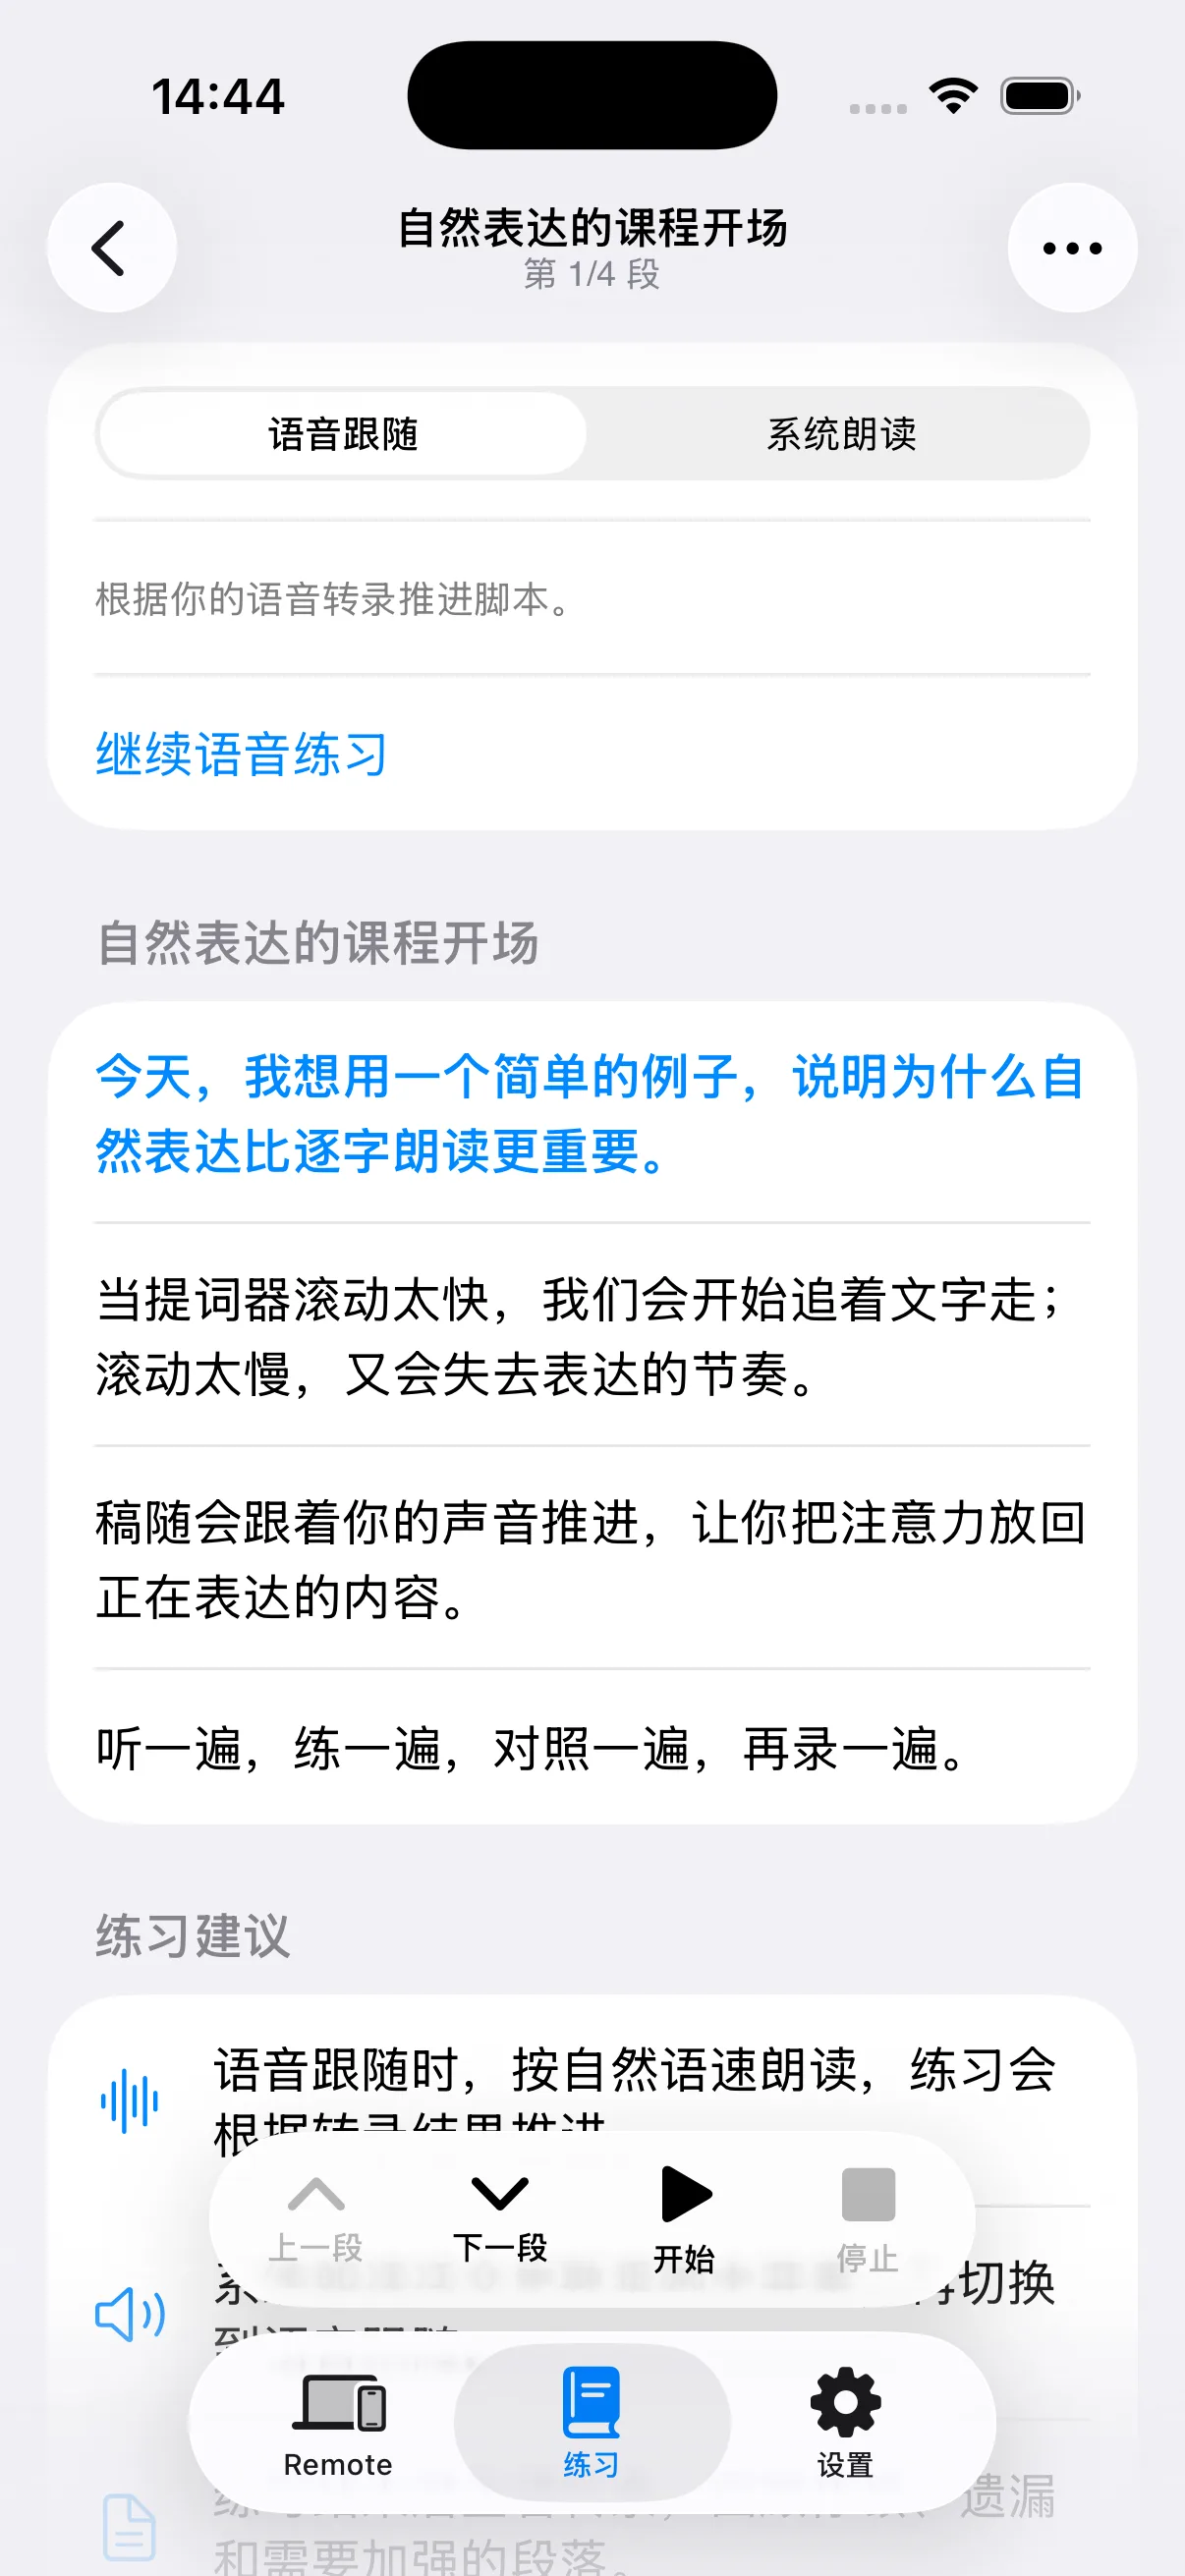 14:44
自然表达的课程开场
第 1/4 段
语音跟随
系统朗读
根据你的语音转录推进脚本。
继续语音练习
自然表达的课程开场
今天，我想用一个简单的例子，说明为什么自
然表达比逐字朗读更重要。
当提词器滚动太快，我们会开始追着文字走；
滚动太慢，又会失去表达的节奏。
稿随会跟着你的声音推进，让你把注意力放回
正在表达的内容。
听一遍，练一遍，对照一遍，再录一遍。
练习建议
语音跟随时，按自然语速朗读，练习会
根据转录结果推进
上一段
下一段
开始
停止
切换
Remote
练习
设置
遗漏
和需要加强的段落。